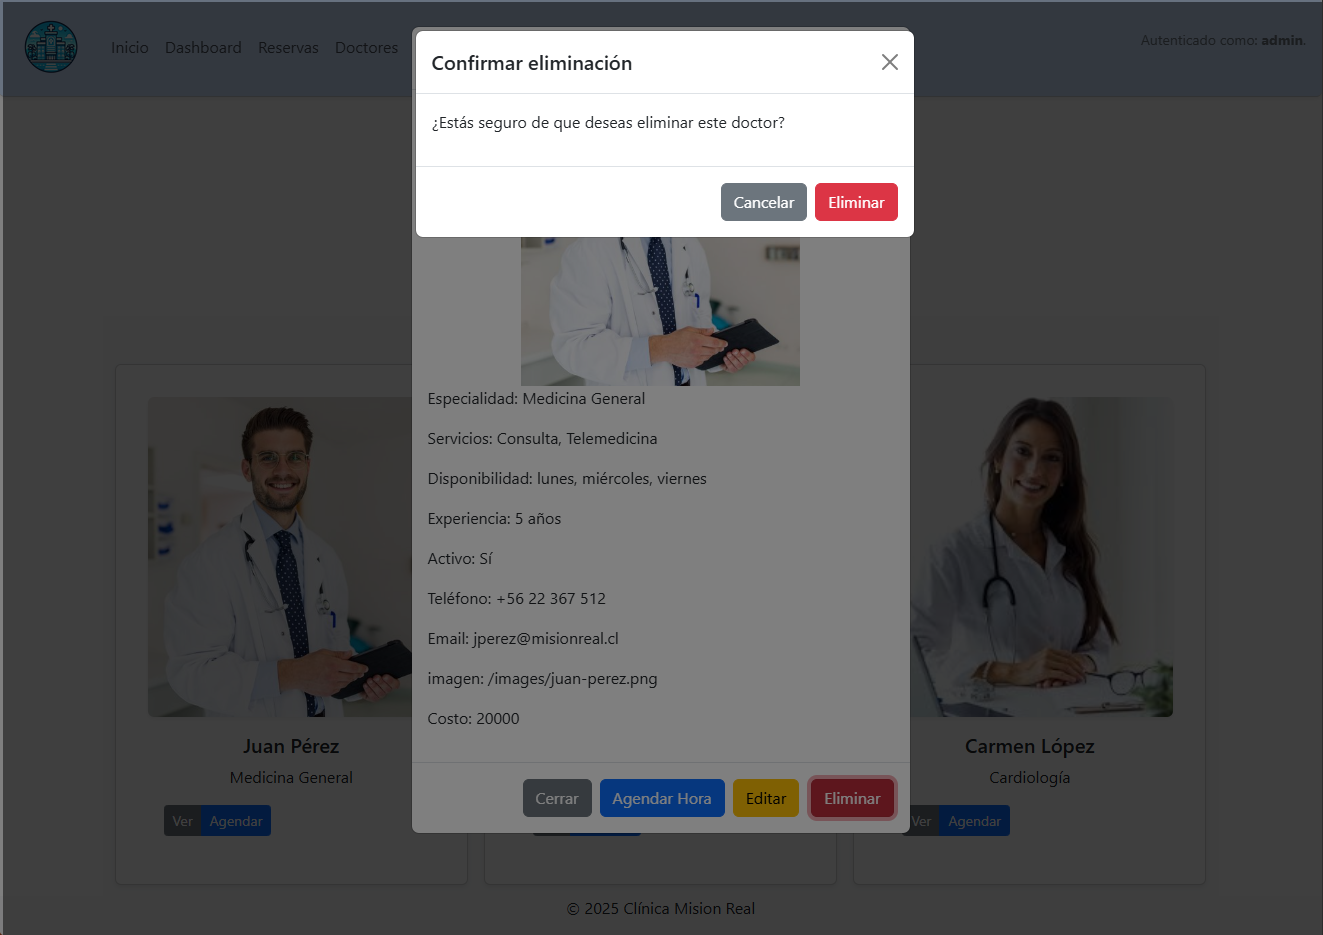 Inicio Dashboard Reservas Doctores
Autenticado como: admin.
Confirmar eliminación
¿Estás seguro de que deseas eliminar este doctor?
Cancelar Eliminar
Especialidad: Medicina General
Servicios: Consulta, Telemedicina
Disponibilidad: lunes, miércoles, viernes
Experiencia: 5 años
Activo: Sí
Teléfono: +56 22 367 512
Email: jperez@misionreal.cl
imagen: /images/juan-perez.png
Costo: 20000
Cerrar Agendar Hora Editar Eliminar
Juan Pérez
Medicina General
Ver Agendar
Carmen López
Cardiología
Ver Agendar
© 2025 Clínica Mision Real